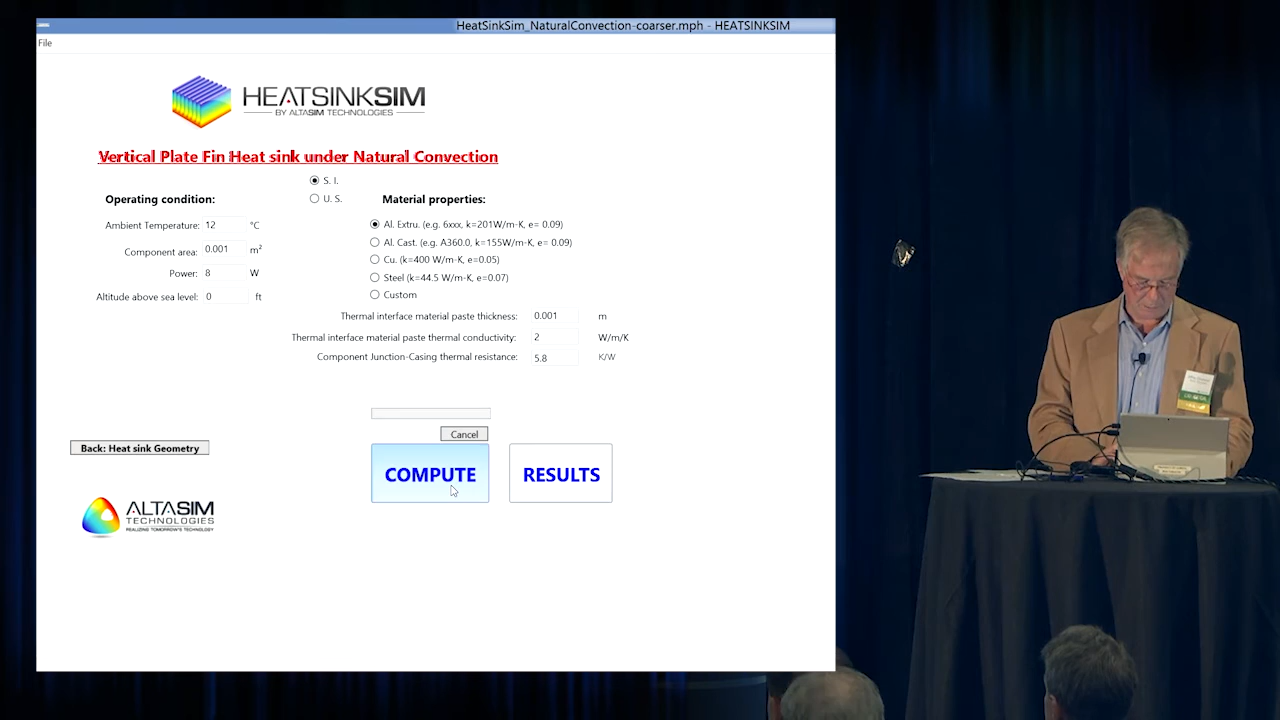 HeatSinkSim_NaturalConvection-coarser.mph - HEATSINKSIM
File
HEATSINKSIM
BY ALTASIM TECHNOLOGIES
Vertical Plate Fin Heat sink under Natural Convection
S. I.
U. S.
Operating condition:
Ambient Temperature: 12 °C
Component area: 0.001 m²
Power: 8 W
Altitude above sea level: 0 ft
Material properties:
Al. Extru. (e.g. 6xxx, k=201W/m-K, e= 0.09)
Al. Cast. (e.g. A360.0, k=155W/m-K, e= 0.09)
Cu. (k=400 W/m-K, e=0.05)
Steel (k=44.5 W/m-K, e=0.07)
Custom
Thermal interface material paste thickness: 0.001 m
Thermal interface material paste thermal conductivity: 2 W/m/K
Component Junction-Casing thermal resistance: 5.8 K/W
Cancel
Back: Heat sink Geometry
COMPUTE
RESULTS
ALTASIM
TECHNOLOGIES
REALIZING TOMORROW'S TECHNOLOGY